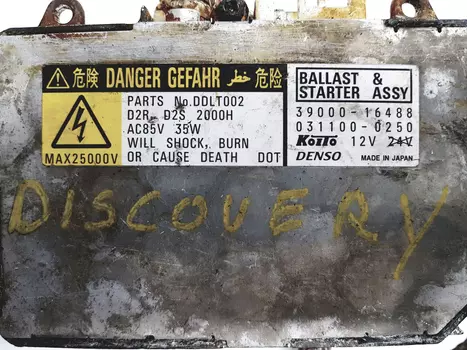 ⚠ 危険 DANGER GEFAHR خطر 危险
MAX25000V
PARTS No.DDLT002
D2R, D2S 2000H
AC85V 35W
WILL SHOCK, BURN
OR CAUSE DEATH DOT
BALLAST &
STARTER ASSY
39000-16488
031100-0250
KOITO 12V 24V
DENSO MADE IN JAPAN
DISCOVERY